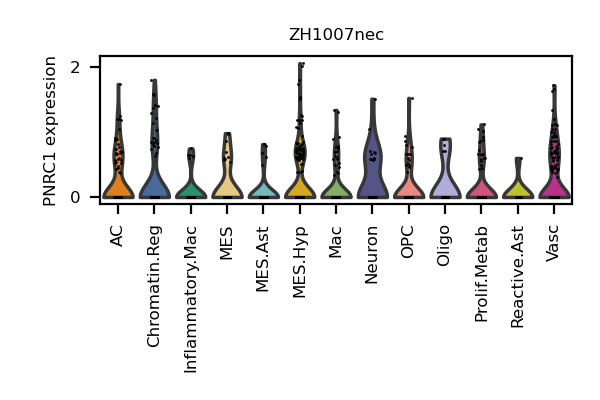 ZH1007nec
PNRC1 expression
2
0
AC
Chromatin.Reg
Inflammatory.Mac
MES
MES.Ast
MES.Hyp
Mac
Neuron
OPC
Oligo
Prolif.Metab
Reactive.Ast
Vasc